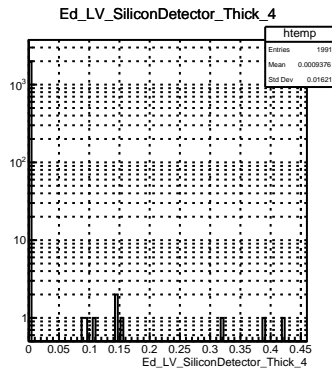 Ed_LV_SiliconDetector_Thick_4
htemp
Entries 1991
Mean 0.0009376
Std Dev 0.01621
10³
10²
10
1
0 0.05 0.1 0.15 0.2 0.25 0.3 0.35 0.4 0.45
Ed_LV_SiliconDetector_Thick_4